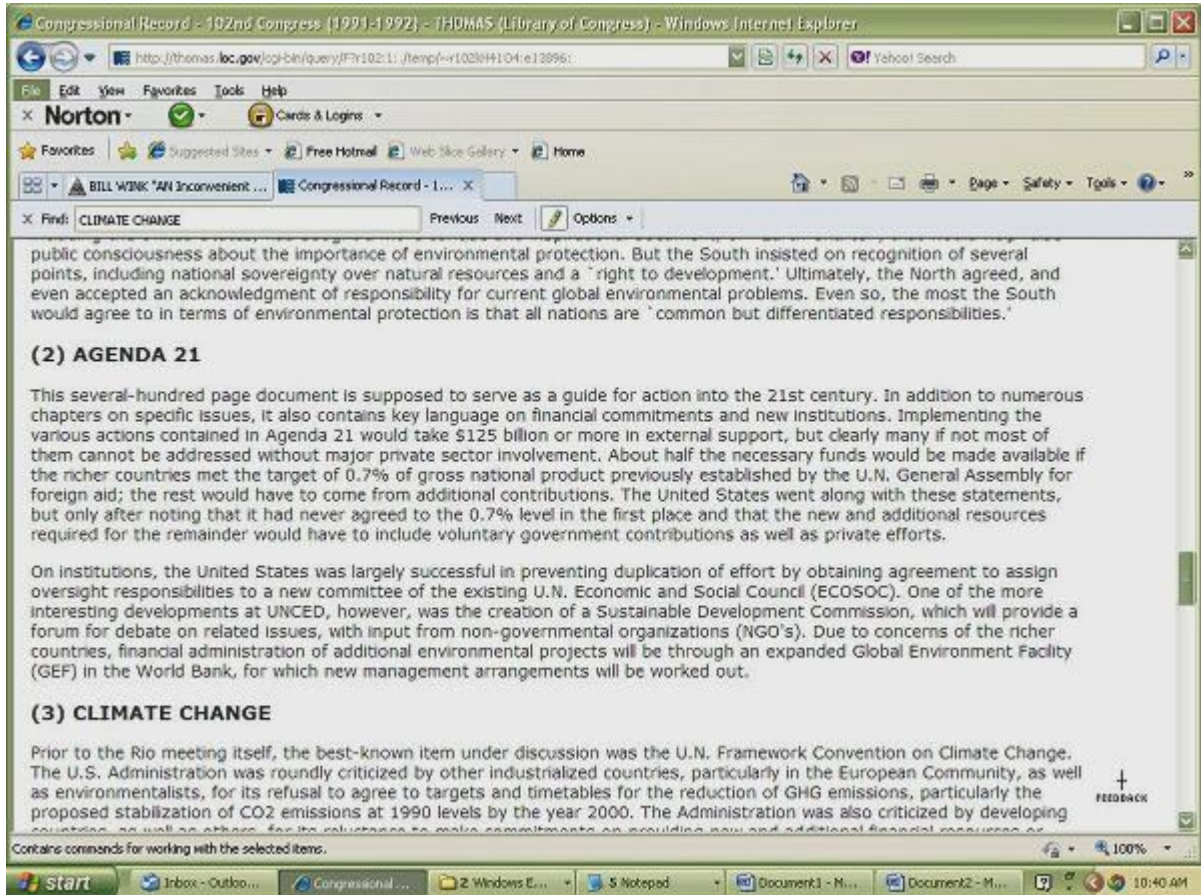 Congressional Record - 102nd Congress (1991-1992) - THOMAS (Library of Congress) - Windows Internet Explorer
Yahoo! Search
File Edit View Favorites Tools Help
× Norton Cards & Logins
Favorites Suggested Sites Free Hotmail Web Slice Gallery Home
BILL WINK "AN Inconvenient ... Congressional Record - 1... X Page Safety Tools »
X Find: CLIMATE CHANGE Previous Next Options
public consciousness about the importance of environmental protection. But the South insisted on recognition of several
points, including national sovereignty over natural resources and a `right to development.' Ultimately, the North agreed, and
even accepted an acknowledgment of responsibility for current global environmental problems. Even so, the most the South
would agree to in terms of environmental protection is that all nations are `common but differentiated responsibilities.'
(2) AGENDA 21
This several-hundred page document is supposed to serve as a guide for action into the 21st century. In addition to numerous
chapters on specific issues, it also contains key language on financial commitments and new institutions. Implementing the
various actions contained in Agenda 21 would take $125 billion or more in external support, but clearly many if not most of
them cannot be addressed without major private sector involvement. About half the necessary funds would be made available if
the richer countries met the target of 0.7% of gross national product previously established by the U.N. General Assembly for
foreign aid; the rest would have to come from additional contributions. The United States went along with these statements,
but only after noting that it had never agreed to the 0.7% level in the first place and that the new and additional resources
required for the remainder would have to include voluntary government contributions as well as private efforts.
On institutions, the United States was largely successful in preventing duplication of effort by obtaining agreement to assign
oversight responsibilities to a new committee of the existing U.N. Economic and Social Council (ECOSOC). One of the more
interesting developments at UNCED, however, was the creation of a Sustainable Development Commission, which will provide a
forum for debate on related issues, with input from non-governmental organizations (NGO's). Due to concerns of the richer
countries, financial administration of additional environmental projects will be through an expanded Global Environment Facility
(GEF) in the World Bank, for which new management arrangements will be worked out.
(3) CLIMATE CHANGE
Prior to the Rio meeting itself, the best-known item under discussion was the U.N. Framework Convention on Climate Change.
The U.S. Administration was roundly criticized by other industrialized countries, particularly in the European Community, as well
as environmentalists, for its refusal to agree to targets and timetables for the reduction of GHG emissions, particularly the
proposed stabilization of CO2 emissions at 1990 levels by the year 2000. The Administration was also criticized by developing
countries, as well as others, for its reluctance to make commitments on providing new and additional financial resources or
FEEDBACK
Contains commands for working with the selected items. 100%
start Inbox - Outloo... Congressional ... 2 Windows E... 5 Notepad Document1 - M... Document2 - M... 10:40 AM